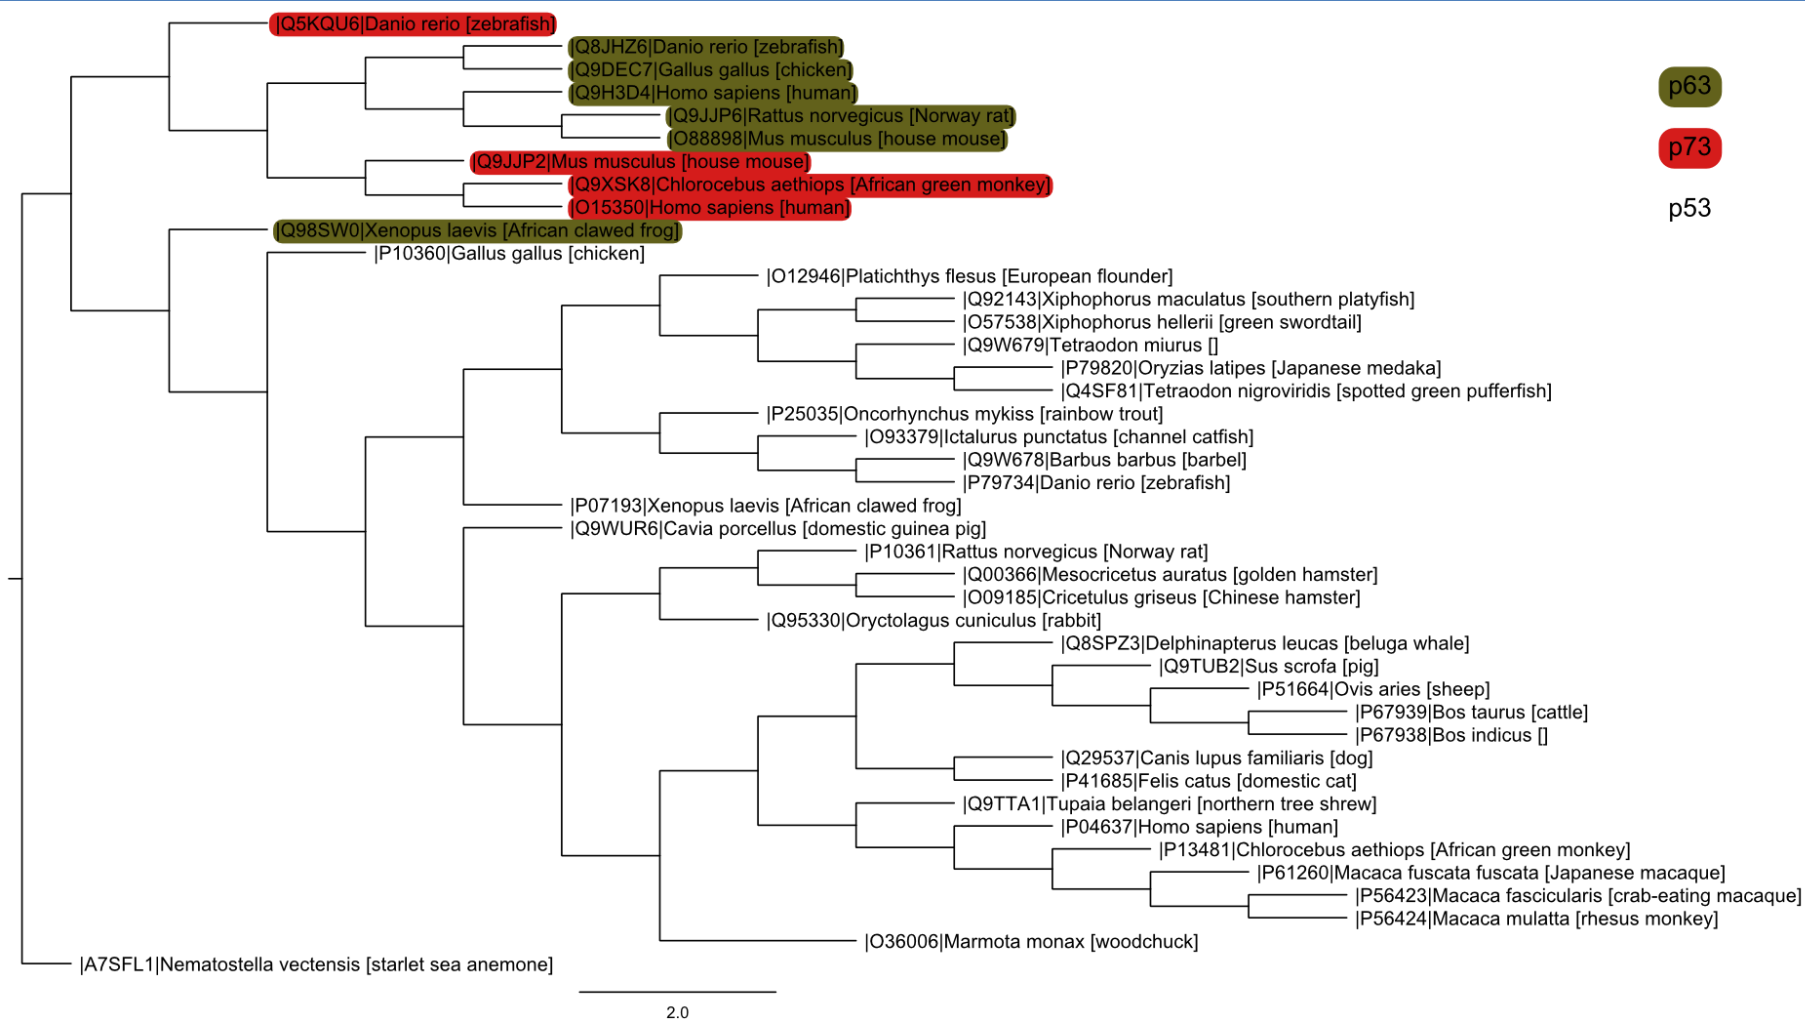 |Q5KQU6|Danio rerio [zebrafish]
|Q8JHZ6|Danio rerio [zebrafish]
|Q9DEC7|Gallus gallus [chicken]
|Q9H3D4|Homo sapiens [human]
|Q9JJP6|Rattus norvegicus [Norway rat]
|O88898|Mus musculus [house mouse]
|Q9JJP2|Mus musculus [house mouse]
|Q9XSK8|Chlorocebus aethiops [African green monkey]
|O15350|Homo sapiens [human]
|Q98SW0|Xenopus laevis [African clawed frog]
|P10360|Gallus gallus [chicken]
|O12946|Platichthys flesus [European flounder]
|Q92143|Xiphophorus maculatus [southern platyfish]
|O57538|Xiphophorus hellerii [green swordtail]
|Q9W679|Tetraodon miurus []
|P79820|Oryzias latipes [Japanese medaka]
|Q4SF81|Tetraodon nigroviridis [spotted green pufferfish]
|P25035|Oncorhynchus mykiss [rainbow trout]
|O93379|Ictalurus punctatus [channel catfish]
|Q9W678|Barbus barbus [barbel]
|P79734|Danio rerio [zebrafish]
|P07193|Xenopus laevis [African clawed frog]
|Q9WUR6|Cavia porcellus [domestic guinea pig]
|P10361|Rattus norvegicus [Norway rat]
|Q00366|Mesocricetus auratus [golden hamster]
|O09185|Cricetulus griseus [Chinese hamster]
|Q95330|Oryctolagus cuniculus [rabbit]
|Q8SPZ3|Delphinapterus leucas [beluga whale]
|Q9TUB2|Sus scrofa [pig]
|P51664|Ovis aries [sheep]
|P67939|Bos taurus [cattle]
|P67938|Bos indicus []
|Q29537|Canis lupus familiaris [dog]
|P41685|Felis catus [domestic cat]
|Q9TTA1|Tupaia belangeri [northern tree shrew]
|P04637|Homo sapiens [human]
|P13481|Chlorocebus aethiops [African green monkey]
|P61260|Macaca fuscata fuscata [Japanese macaque]
|P56423|Macaca fascicularis [crab-eating macaque]
|P56424|Macaca mulatta [rhesus monkey]
|O36006|Marmota monax [woodchuck]
|A7SFL1|Nematostella vectensis [starlet sea anemone]
2.0
p63
p73
p53